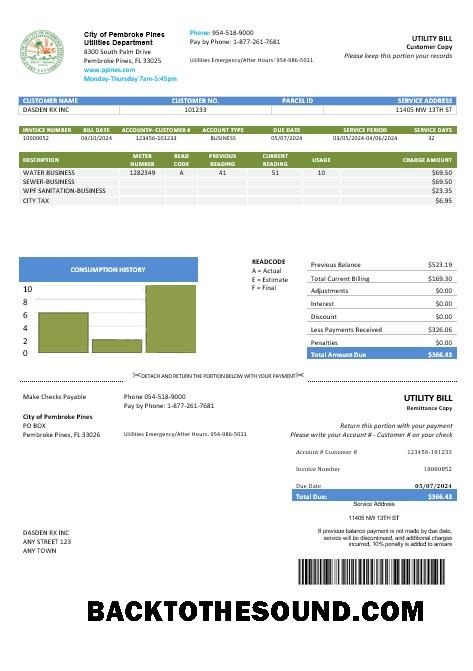 City of Pembroke Pines
Utilities Department
8300 South Palm Drive
Pembroke Pines, FL 33025
www.ppines.com
Monday-Thursday 7am-5:45pm
Phone: 954-518-9000
Pay by Phone: 1-877-261-7681
Utilities Emergency/After Hours: 954-986-5011
UTILITY BILL
Customer Copy
Please keep this portion your records
CUSTOMER NAME CUSTOMER NO. PARCEL ID SERVICE ADDRESS
DASDEN RX INC 101233 11405 NW 13TH ST
INVOICE NUMBER BILL DATE ACCOUNT#-CUSTOMER # ACCOUNT TYPE DUE DATE SERVICE PERIOD SERVICE DAYS
10000052 04/10/2024 123456-101233 BUSINESS 05/07/2024 03/05/2024-04/06/2024 32
DESCRIPTION METER NUMBER READ CODE PREVIOUS READING CURRENT READING USAGE CHARGE AMOUNT
WATER BUSINESS 1282349 A 41 51 10 $69.50
SEWER-BUSINESS $69.50
WPF SANITATION-BUSINESS $23.35
CITY TAX $6.95
CONSUMPTION HISTORY
10
8
6
4
2
0
READCODE
A = Actual
E = Estimate
F = Final
Previous Balance $523.19
Total Current Billing $169.30
Adjustments $0.00
Interest $0.00
Discount $0.00
Less Payments Received $326.06
Penalties $0.00
Total Amount Due $366.43
DETACH AND RETURN THE PORTION BELOW WITH YOUR PAYMENT
Make Checks Payable
City of Pembroke Pines
PO BOX
Pembroke Pines, FL 33026
Phone 054-518-9000
Pay by Phone: 1-877-261-7681
Utilities Emergency/After Hours. 954-986-5011
UTILITY BILL
Remittance Copy
Return this portion with your payment
Please write your Account # - Customer # on your check
Account # Customer # 123456-101233
Invoice Number 10000052
Due Date 05/07/2024
Total Due: $366.43
Service Address
11405 NW 13TH ST
If previous balance payment is not made by due date,
service will be discontinued, and additional charges
incurred, 10% penalty is added to arrears
DASDEN RX INC
ANY STREET 123
ANY TOWN
BACKTOTHESOUND.COM